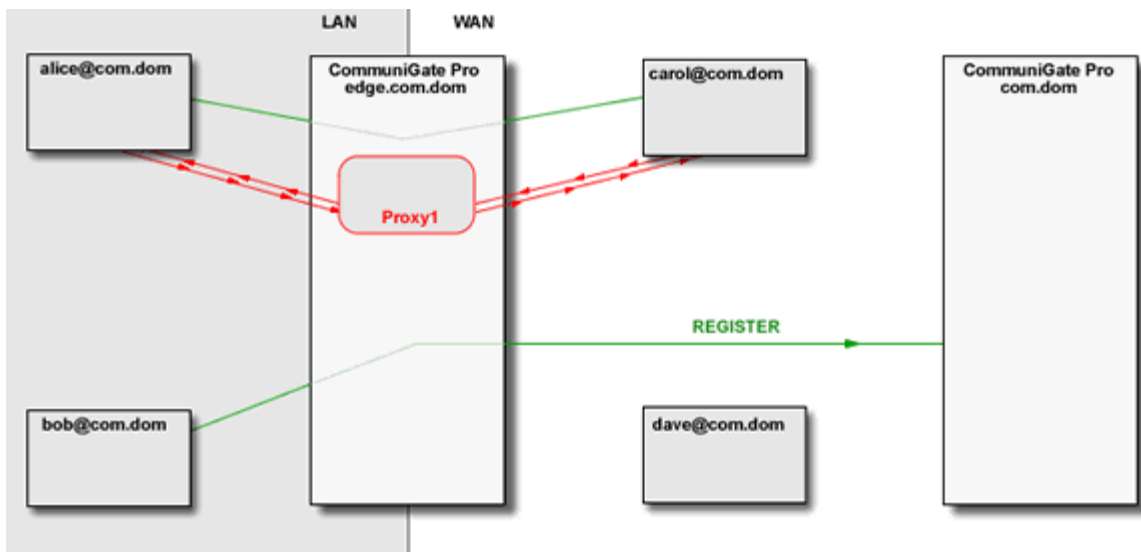 LAN
WAN
alice@com.dom
CommuniGate Pro
edge.com.dom
carol@com.dom
CommuniGate Pro
com.dom
Proxy1
REGISTER
bob@com.dom
dave@com.dom